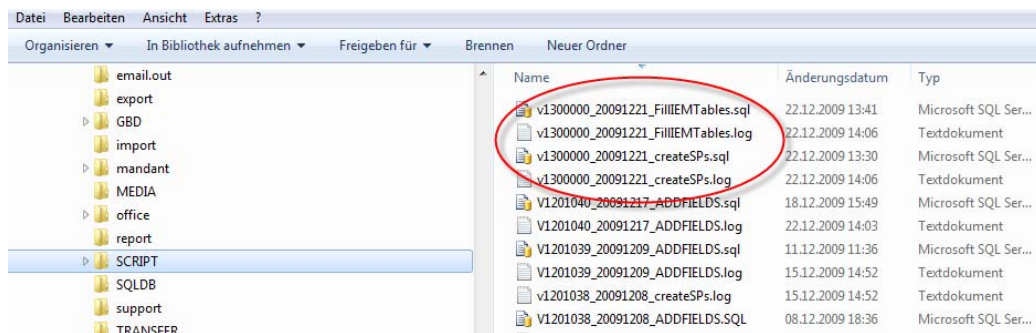 Datei Bearbeiten Ansicht Extras ?
Organisieren In Bibliothek aufnehmen Freigeben für Brennen Neuer Ordner
email.out
export
GBD
import
mandant
MEDIA
office
report
SCRIPT
SQLDB
support
TRANSFER
Name Änderungsdatum Typ
v1300000_20091221_FillIEMTables.sql 22.12.2009 13:41 Microsoft SQL Ser...
v1300000_20091221_FillIEMTables.log 22.12.2009 14:06 Textdokument
v1300000_20091221_createSPs.sql 22.12.2009 13:30 Microsoft SQL Ser...
v1300000_20091221_createSPs.log 22.12.2009 14:06 Textdokument
V1201040_20091217_ADDFIELDS.sql 18.12.2009 15:49 Microsoft SQL Ser...
V1201040_20091217_ADDFIELDS.log 22.12.2009 14:03 Textdokument
V1201039_20091209_ADDFIELDS.sql 11.12.2009 11:36 Microsoft SQL Ser...
V1201039_20091209_ADDFIELDS.log 15.12.2009 14:52 Textdokument
v1201038_20091208_createSPs.log 15.12.2009 14:52 Textdokument
V1201038_20091208_ADDFIELDS.SQL 08.12.2009 18:36 Microsoft SQL Ser...